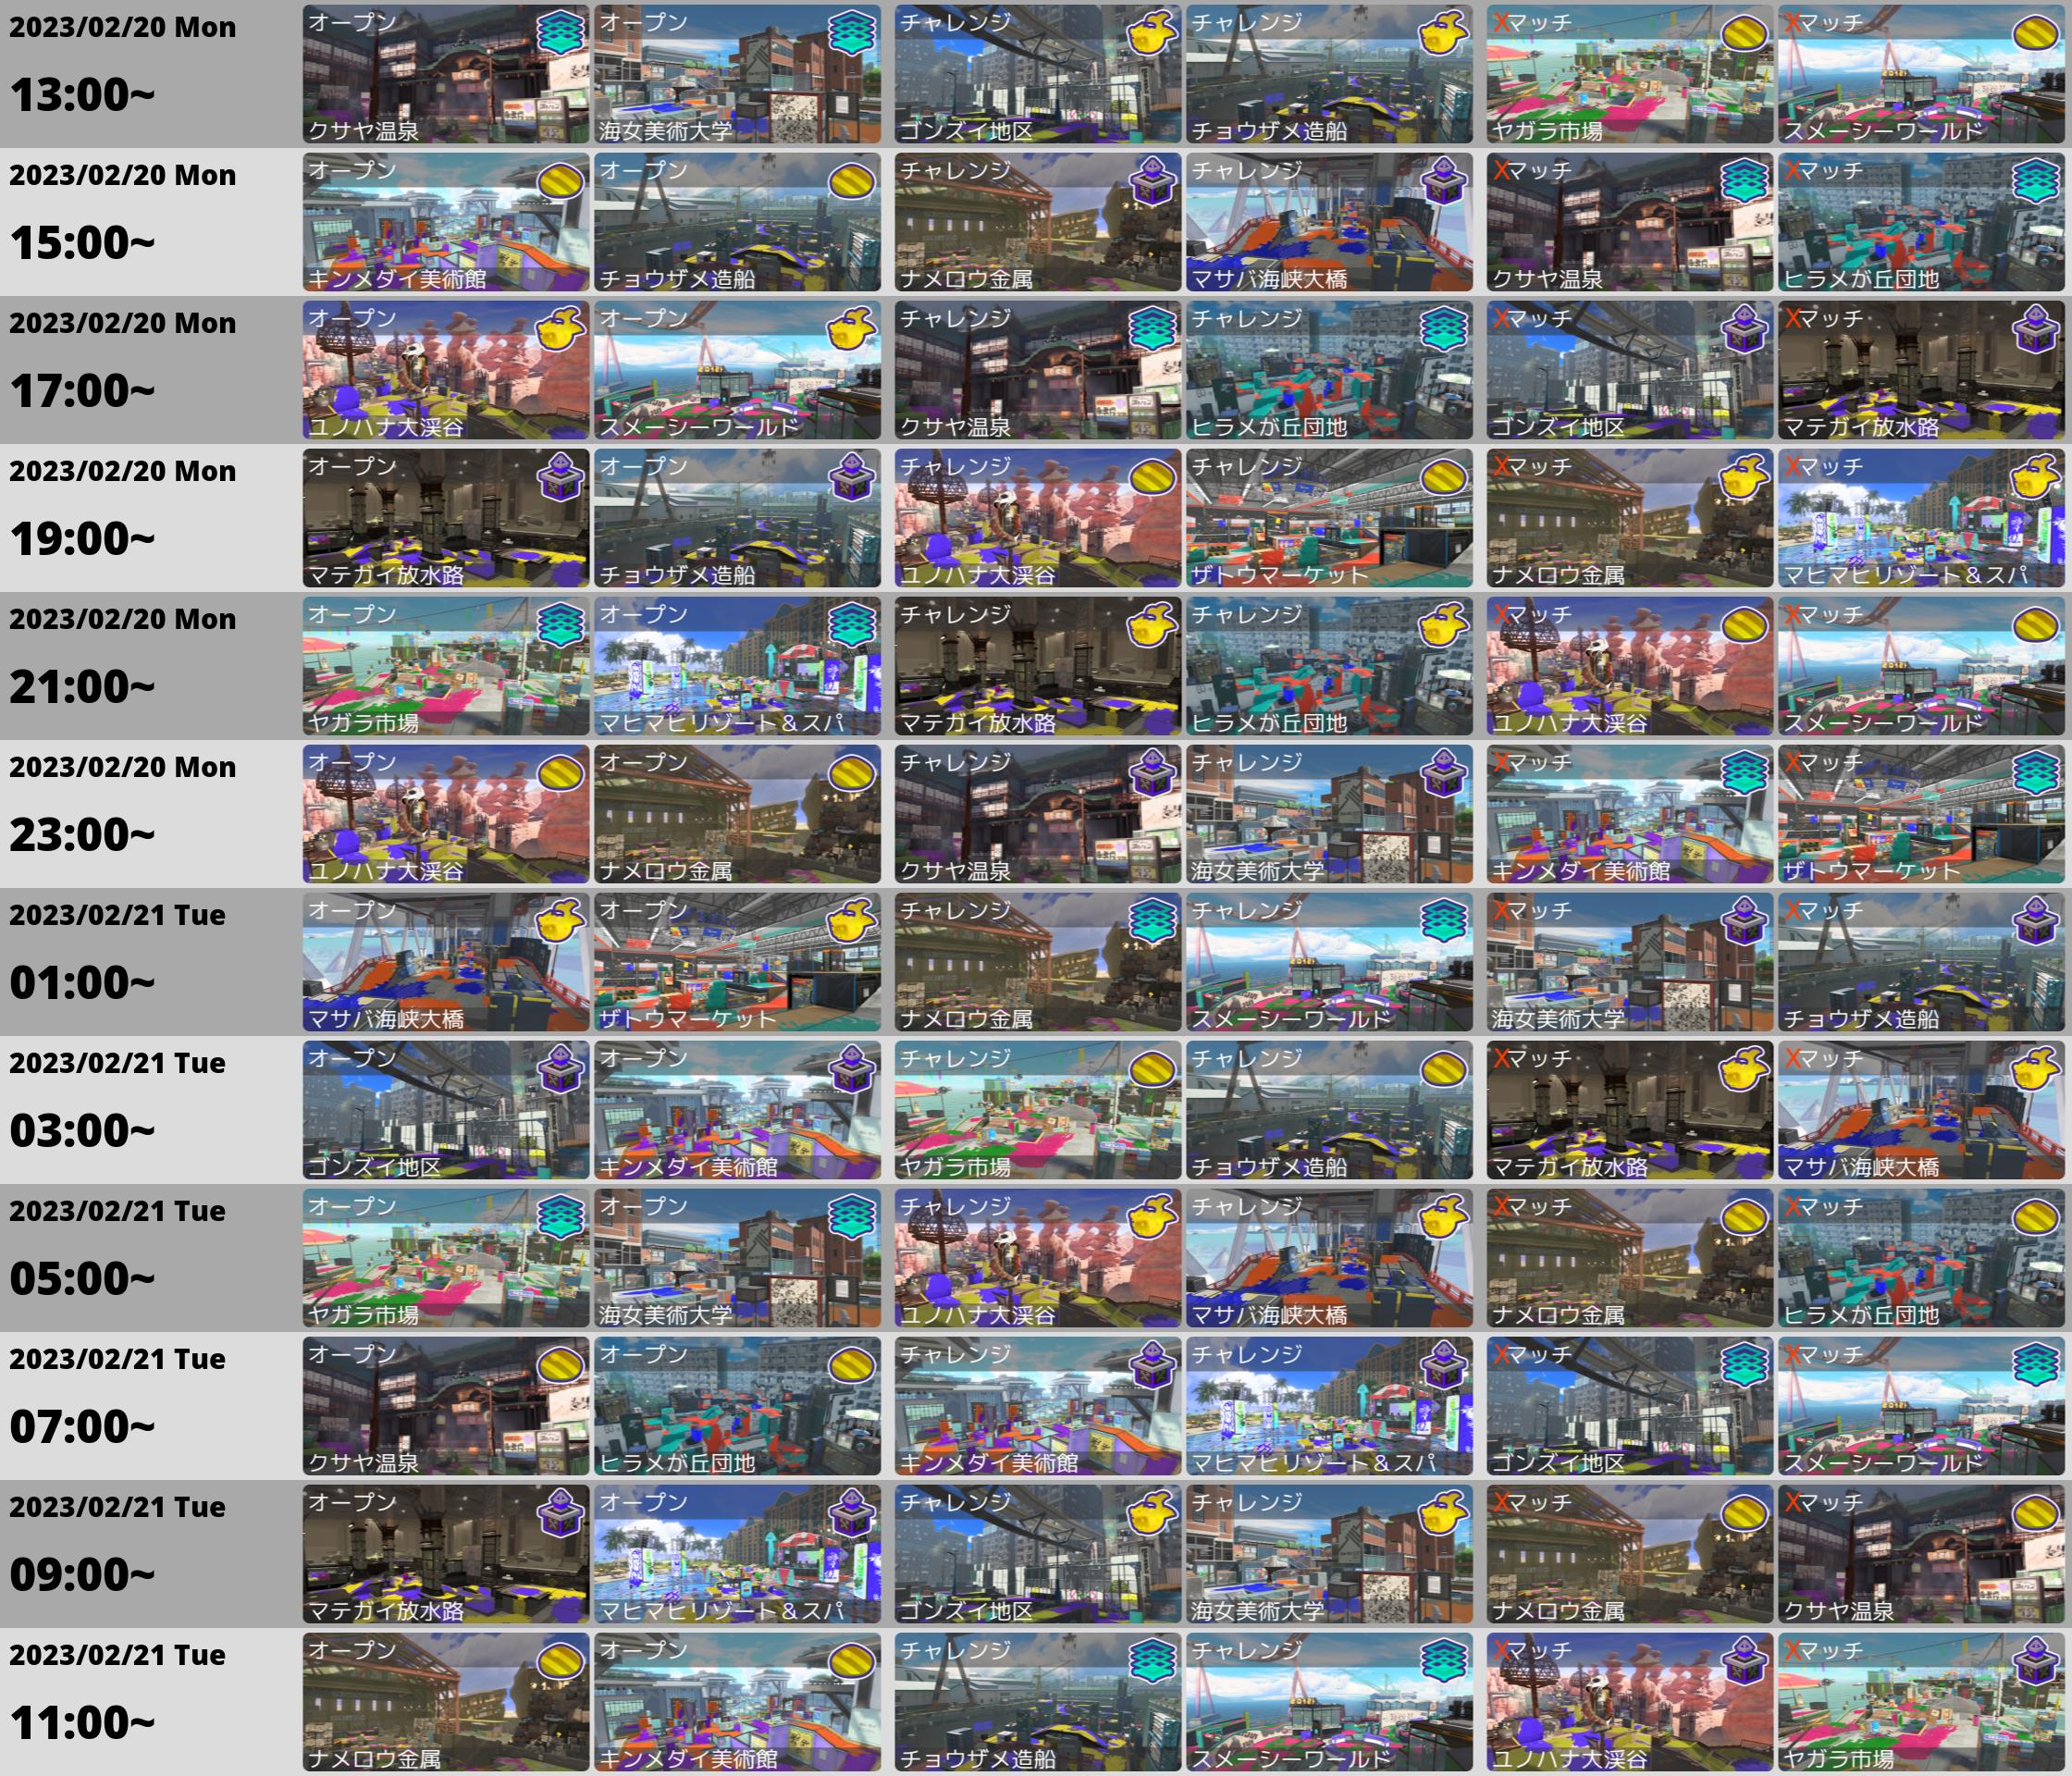 2023/02/20 Mon
13:00~
オープン オープン チャレンジ チャレンジ Xマッチ Xマッチ
クサヤ温泉 海女美術大学 ゴンズイ地区 チョウザメ造船 ヤガラ市場 スメーシーワールド
2023/02/20 Mon
15:00~
オープン オープン チャレンジ チャレンジ Xマッチ Xマッチ
キンメダイ美術館 チョウザメ造船 ナメロウ金属 マサバ海峡大橋 クサヤ温泉 ヒラメが丘団地
2023/02/20 Mon
17:00~
オープン オープン チャレンジ チャレンジ Xマッチ Xマッチ
ユノハナ大渓谷 スメーシーワールド クサヤ温泉 ヒラメが丘団地 ゴンズイ地区 マテガイ放水路
2023/02/20 Mon
19:00~
オープン オープン チャレンジ チャレンジ Xマッチ Xマッチ
マテガイ放水路 チョウザメ造船 ユノハナ大渓谷 ザトウマーケット ナメロウ金属 マヒマヒリゾート&スパ
2023/02/20 Mon
21:00~
オープン オープン チャレンジ チャレンジ Xマッチ Xマッチ
ヤガラ市場 マヒマヒリゾート&スパ マテガイ放水路 ヒラメが丘団地 ユノハナ大渓谷 スメーシーワールド
2023/02/20 Mon
23:00~
オープン オープン チャレンジ チャレンジ Xマッチ Xマッチ
ユノハナ大渓谷 ナメロウ金属 クサヤ温泉 海女美術大学 キンメダイ美術館 ザトウマーケット
2023/02/21 Tue
01:00~
オープン オープン チャレンジ チャレンジ Xマッチ Xマッチ
マサバ海峡大橋 ザトウマーケット ナメロウ金属 スメーシーワールド 海女美術大学 チョウザメ造船
2023/02/21 Tue
03:00~
オープン オープン チャレンジ チャレンジ Xマッチ Xマッチ
ゴンズイ地区 キンメダイ美術館 ヤガラ市場 チョウザメ造船 マテガイ放水路 マサバ海峡大橋
2023/02/21 Tue
05:00~
オープン オープン チャレンジ チャレンジ Xマッチ Xマッチ
ヤガラ市場 海女美術大学 ユノハナ大渓谷 マサバ海峡大橋 ナメロウ金属 ヒラメが丘団地
2023/02/21 Tue
07:00~
オープン オープン チャレンジ チャレンジ Xマッチ Xマッチ
クサヤ温泉 ヒラメが丘団地 キンメダイ美術館 マヒマヒリゾート&スパ ゴンズイ地区 スメーシーワールド
2023/02/21 Tue
09:00~
オープン オープン チャレンジ チャレンジ Xマッチ Xマッチ
マテガイ放水路 マヒマヒリゾート&スパ ゴンズイ地区 海女美術大学 ナメロウ金属 クサヤ温泉
2023/02/21 Tue
11:00~
オープン オープン チャレンジ チャレンジ Xマッチ Xマッチ
ナメロウ金属 キンメダイ美術館 チョウザメ造船 スメーシーワールド ユノハナ大渓谷 ヤガラ市場